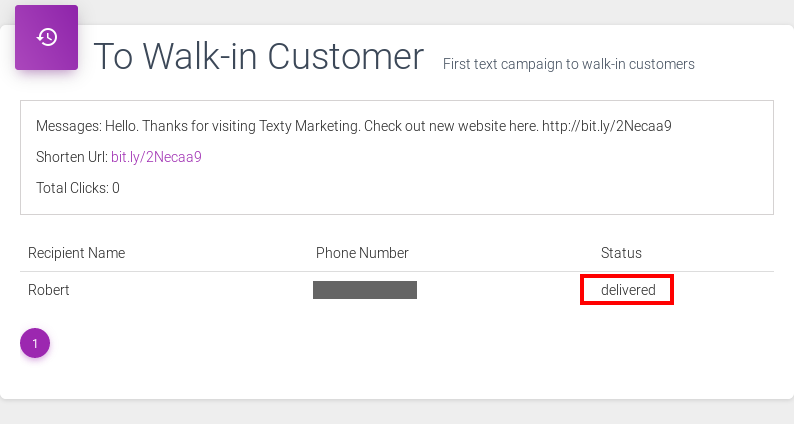 To Walk-in Customer First text campaign to walk-in customers
Messages: Hello. Thanks for visiting Texty Marketing. Check out new website here. http://bit.ly/2Necaa9
Shorten Url: bit.ly/2Necaa9
Total Clicks: 0
Recipient Name Phone Number Status
Robert delivered
1